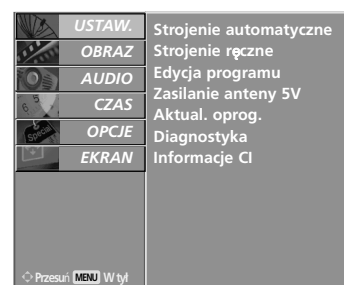 USTAW.
OBRAZ
AUDIO
CZAS
OPCJE
EKRAN
Strojenie automatyczne
Strojenie ręczne
Edycja programu
Zasilanie anteny 5V
Aktual. oprog.
Diagnostyka
Informacje CI
Special
Przesuń MENU W tył